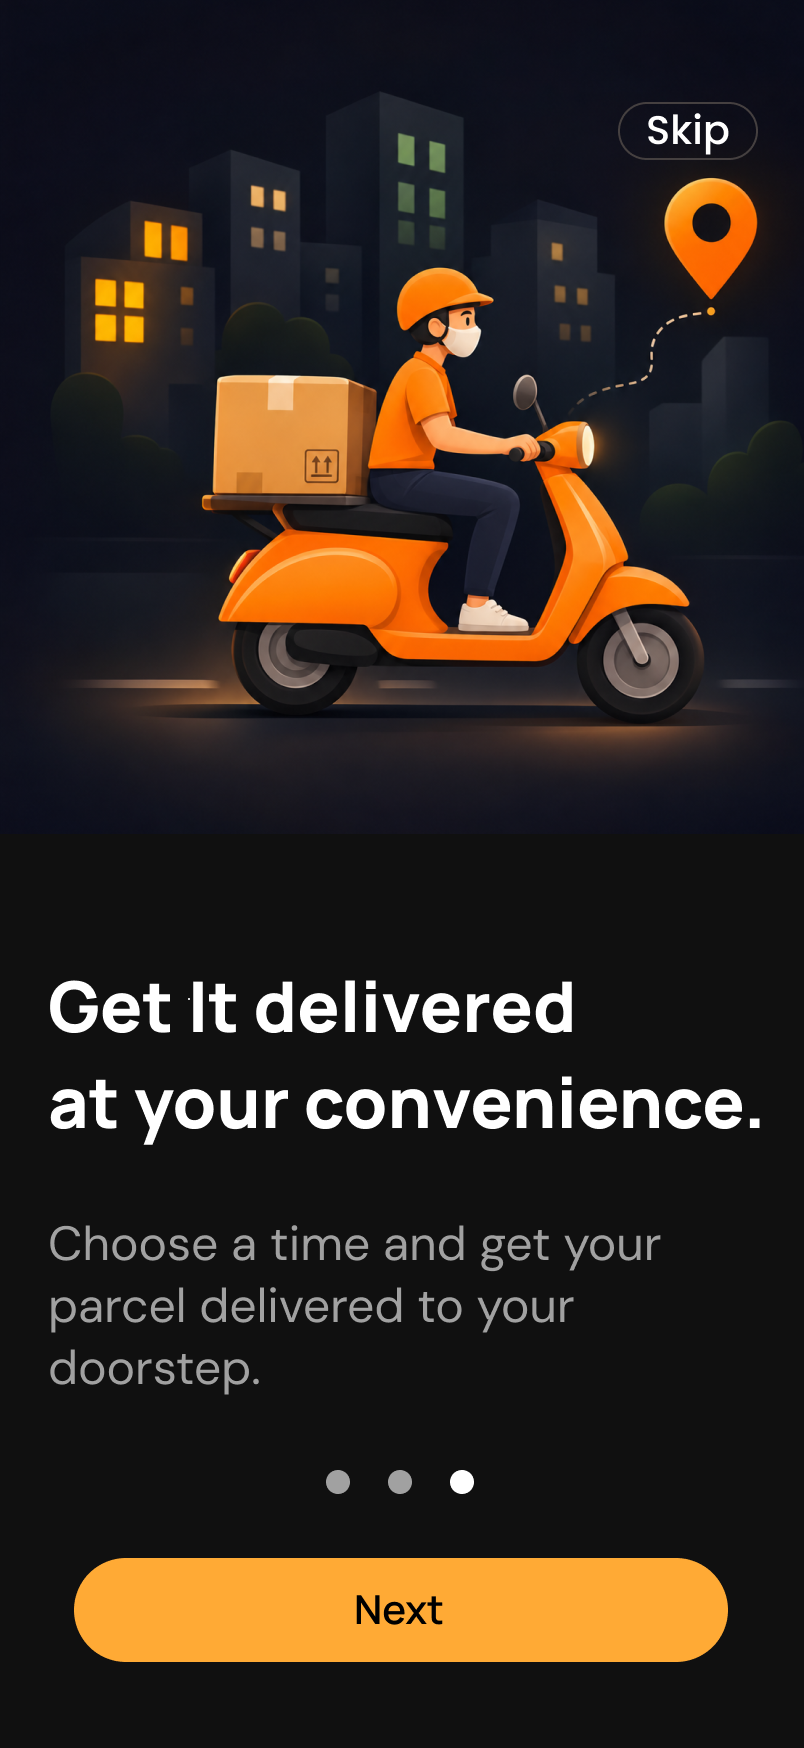 Skip
Get It delivered
at your convenience.
Choose a time and get your
parcel delivered to your
doorstep.
Next